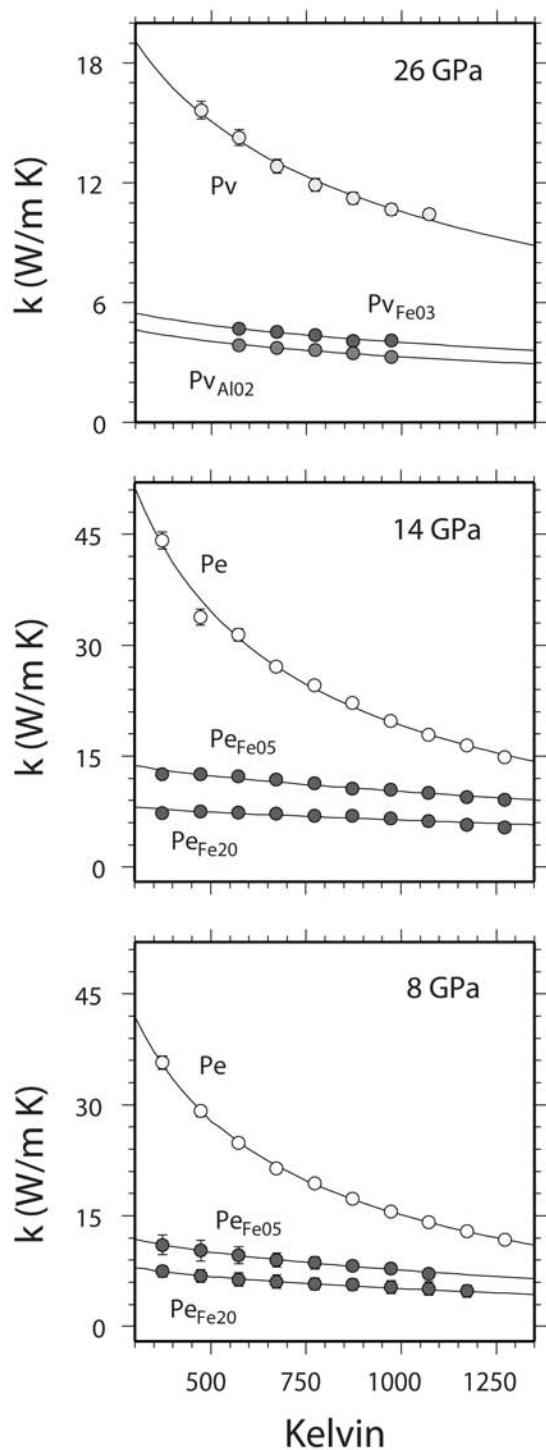 18
26 GPa
k (W/m K)
12
Pv
6
PvFe03
PvAl02
0
45
14 GPa
Pe
k (W/m K)
30
15
PeFe05
PeFe20
0
45
8 GPa
Pe
k (W/m K)
30
15
PeFe05
PeFe20
0
500 750 1000 1250
Kelvin